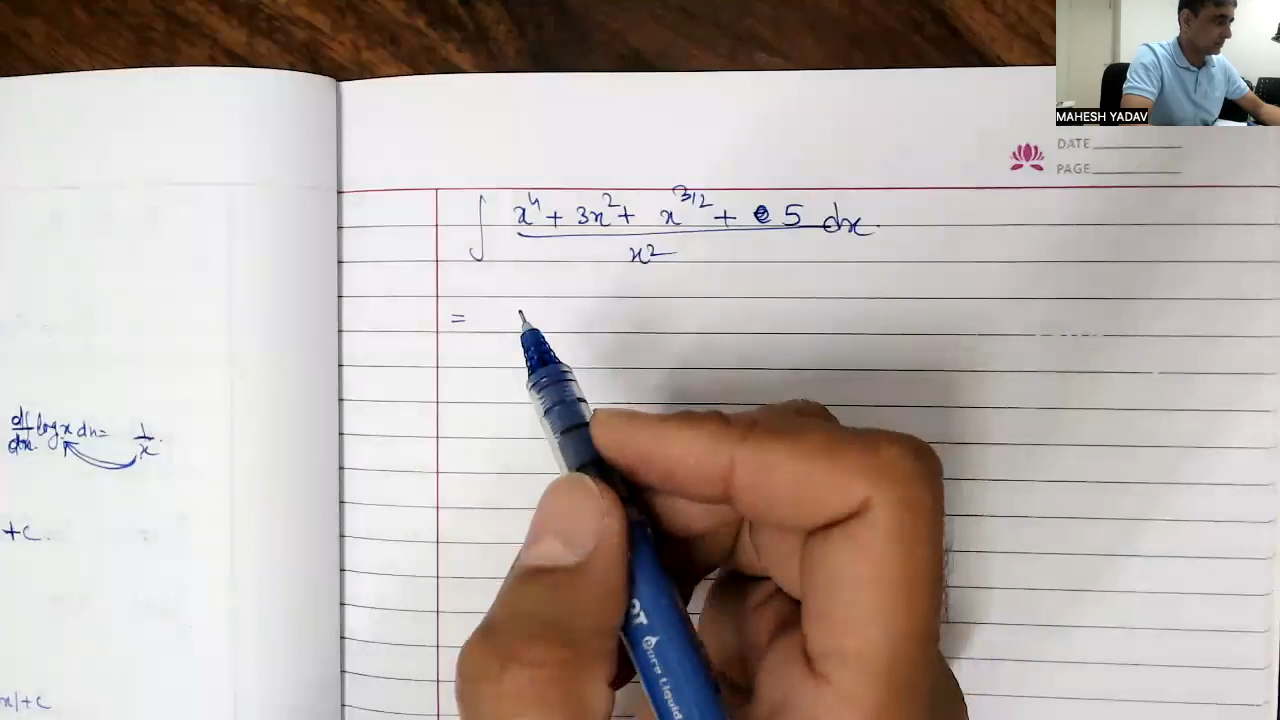 MAHESH YADAV
DATE
PAGE
∫ x⁴ + 3x² + x^3/2 + 5 dx
x²
=
d/dx log x dx = 1/x
+c.
x|+c